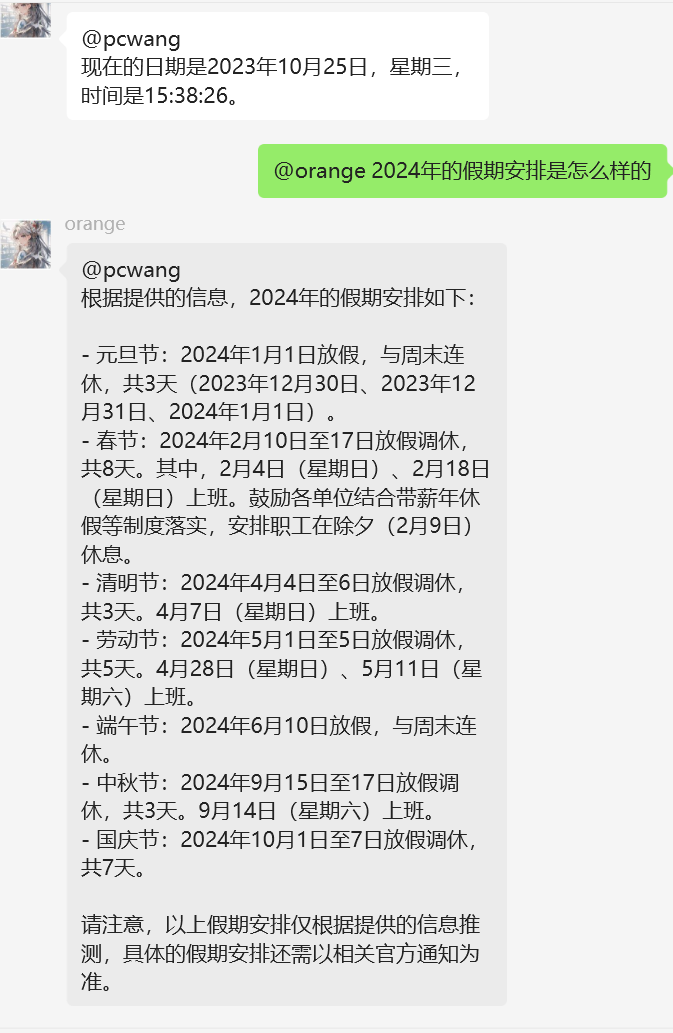 @pcwang
现在的日期是2023年10月25日，星期三，
时间是15:38:26。
@orange 2024年的假期安排是怎么样的
orange
@pcwang
根据提供的信息，2024年的假期安排如下：
- 元旦节：2024年1月1日放假，与周末连
休，共3天（2023年12月30日、2023年12
月31日、2024年1月1日）。
- 春节：2024年2月10日至17日放假调休，
共8天。其中，2月4日（星期日）、2月18日
（星期日）上班。鼓励各单位结合带薪年休
假等制度落实，安排职工在除夕（2月9日）
休息。
- 清明节：2024年4月4日至6日放假调休，
共3天。4月7日（星期日）上班。
- 劳动节：2024年5月1日至5日放假调休，
共5天。4月28日（星期日）、5月11日（星
期六）上班。
- 端午节：2024年6月10日放假，与周末连
休。
- 中秋节：2024年9月15日至17日放假调
休，共3天。9月14日（星期六）上班。
- 国庆节：2024年10月1日至7日放假调休，
共7天。
请注意，以上假期安排仅根据提供的信息推
测，具体的假期安排还需以相关官方通知为
准。